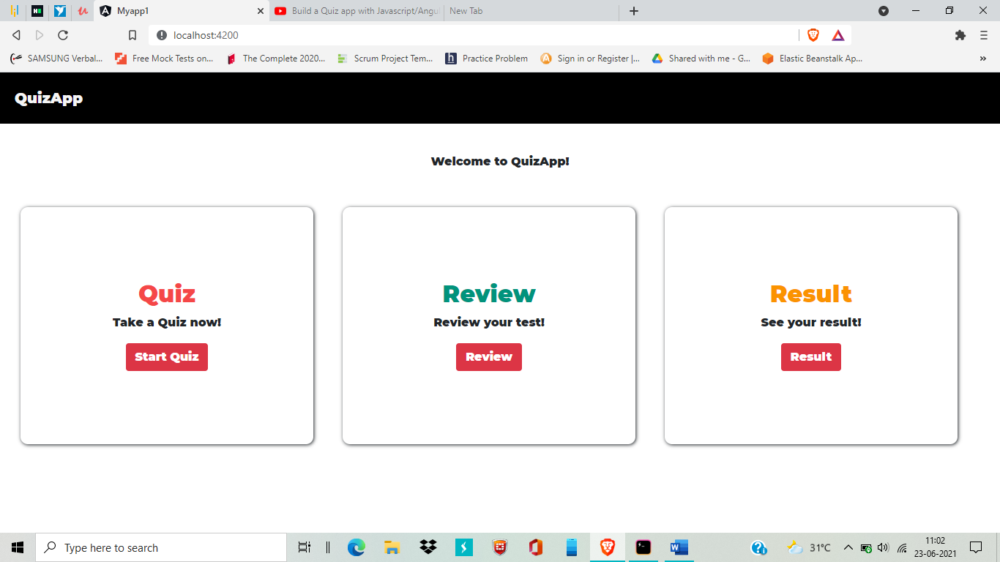 Myapp1
Build a Quiz app with Javascript/Angu
New Tab
localhost:4200
SAMSUNG Verbal...
Free Mock Tests on...
The Complete 2020...
Scrum Project Tem...
Practice Problem
Sign in or Register |...
Shared with me - G...
Elastic Beanstalk Ap...
»
QuizApp
Welcome to QuizApp!
Quiz
Take a Quiz now!
Start Quiz
Review
Review your test!
Review
Result
See your result!
Result
Type here to search
31°C
11:02
23-06-2021